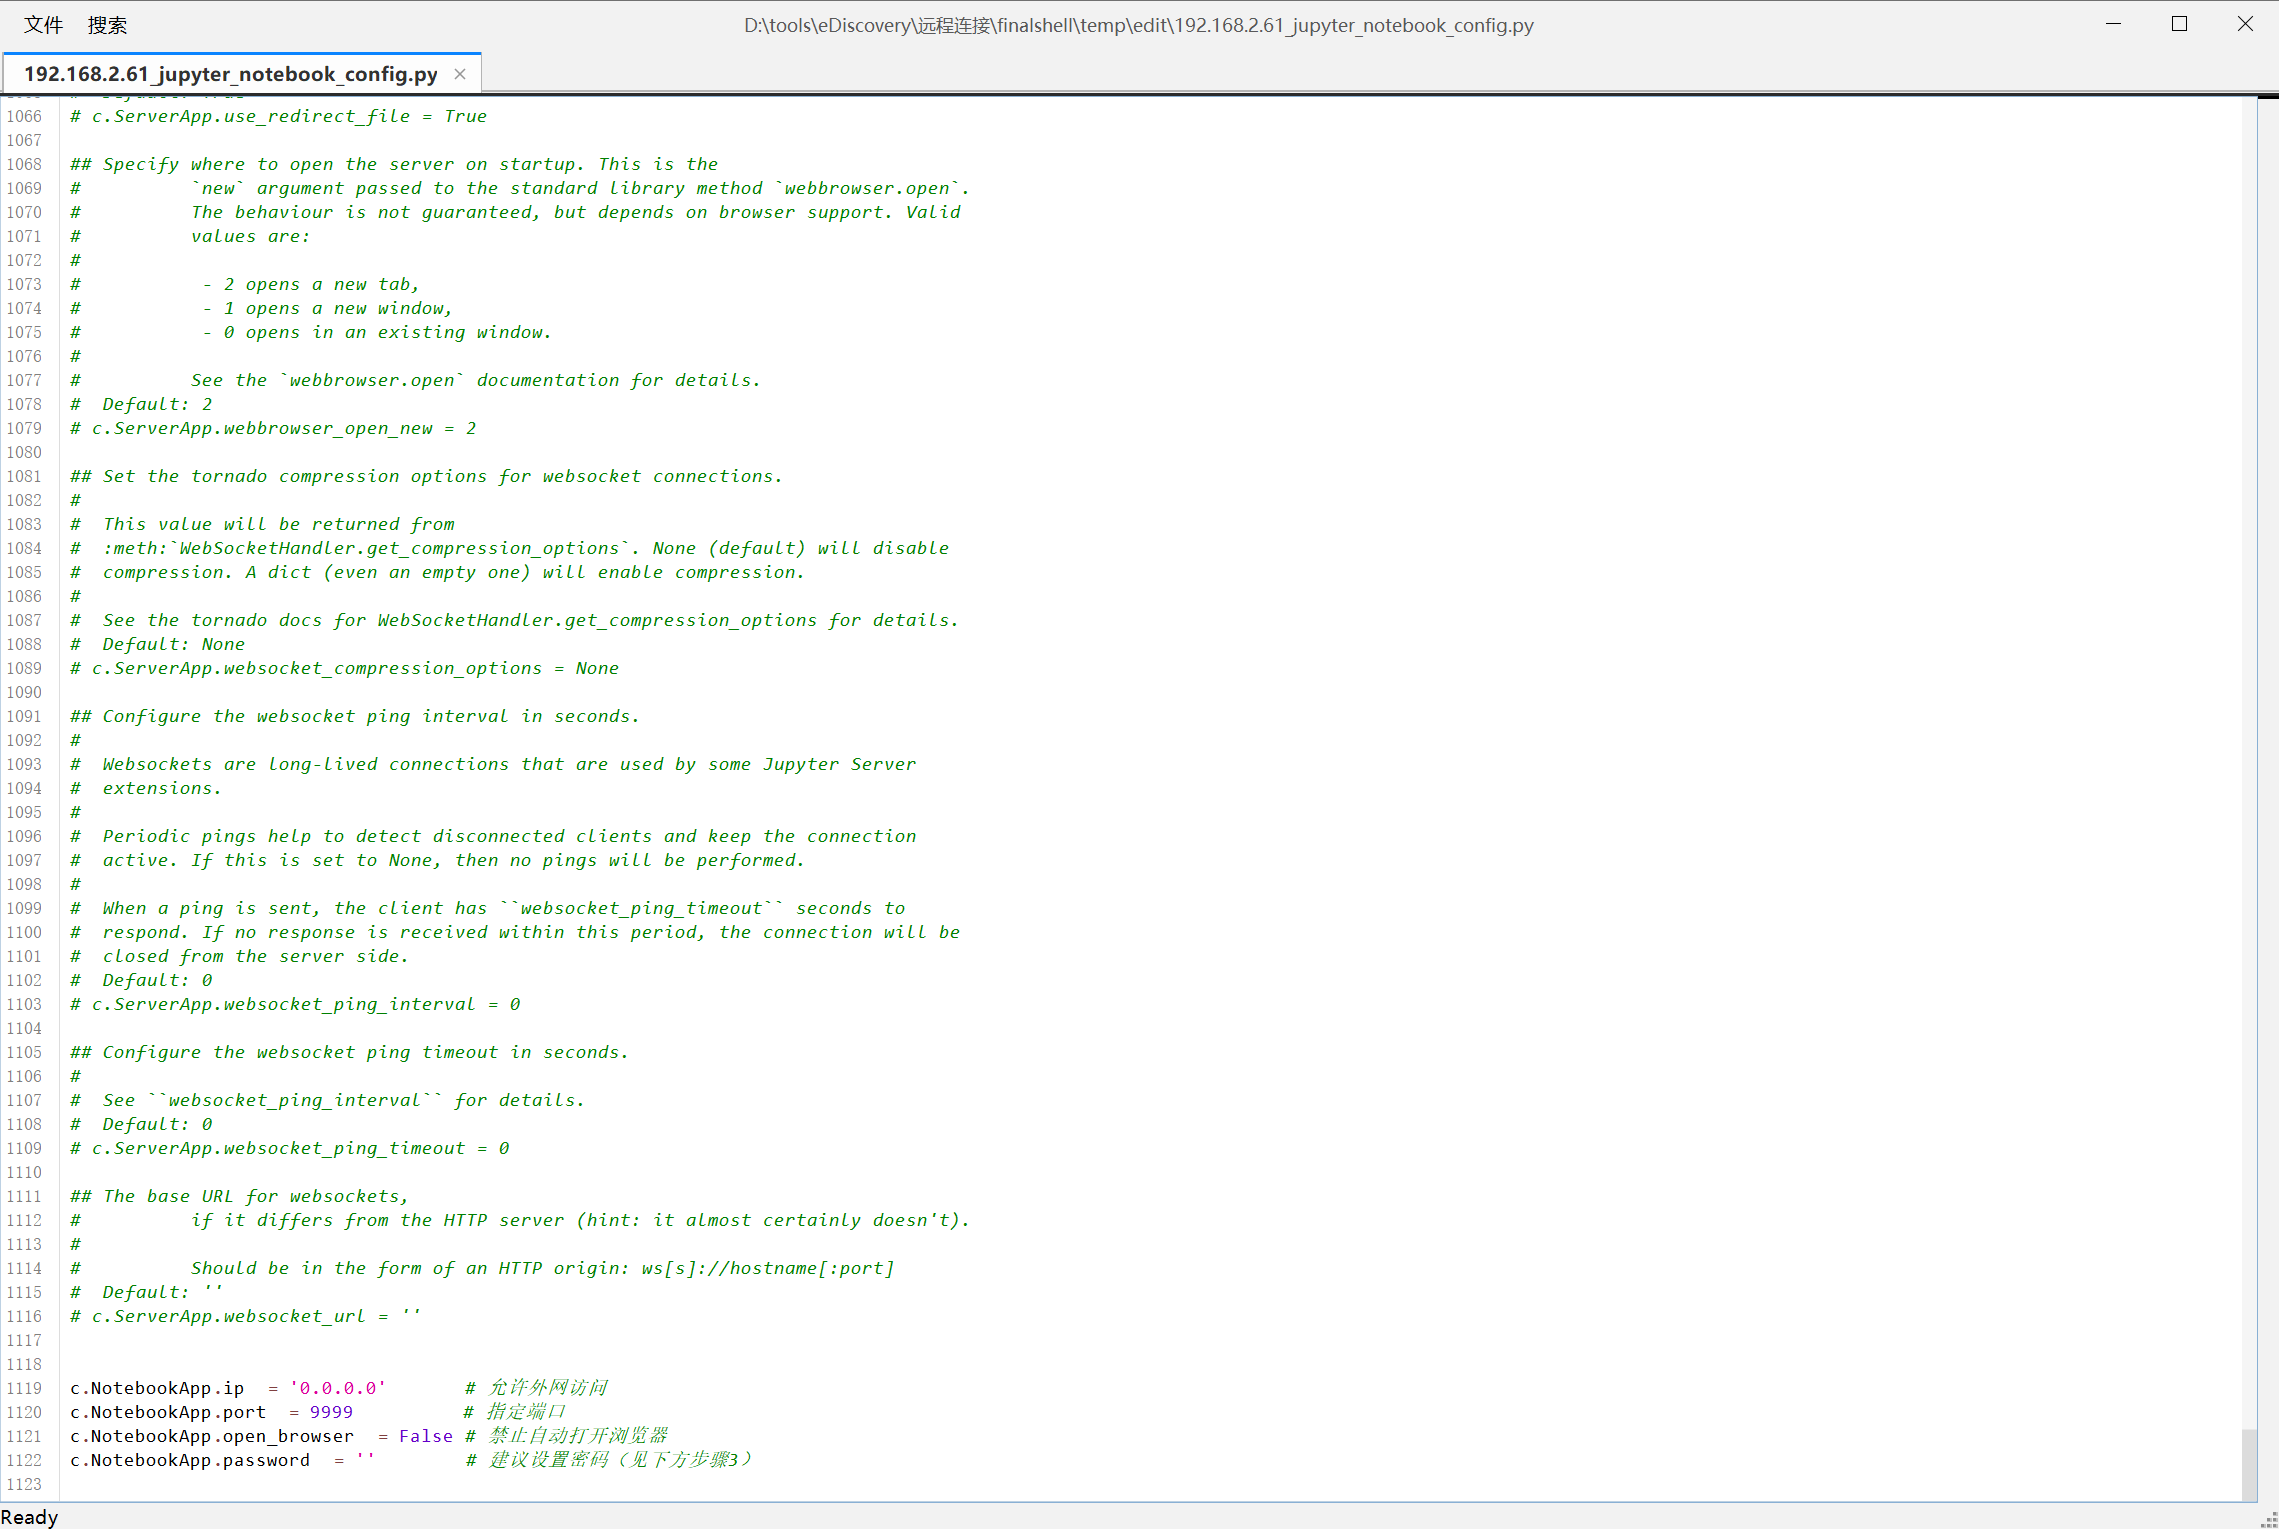 文件 搜索 D:\tools\eDiscovery\远程连接\finalshell\temp\edit\192.168.2.61_jupyter_notebook_config.py
192.168.2.61_jupyter_notebook_config.py ×
1066 # c.ServerApp.use_redirect_file = True
1067
1068 ## Specify where to open the server on startup. This is the
1069 #          `new` argument passed to the standard library method `webbrowser.open`.
1070 #          The behaviour is not guaranteed, but depends on browser support. Valid
1071 #          values are:
1072 #
1073 #           - 2 opens a new tab,
1074 #           - 1 opens a new window,
1075 #           - 0 opens in an existing window.
1076 #
1077 #          See the `webbrowser.open` documentation for details.
1078 #  Default: 2
1079 # c.ServerApp.webbrowser_open_new = 2
1080
1081 ## Set the tornado compression options for websocket connections.
1082 #
1083 #  This value will be returned from
1084 #  :meth:`WebSocketHandler.get_compression_options`. None (default) will disable
1085 #  compression. A dict (even an empty one) will enable compression.
1086 #
1087 #  See the tornado docs for WebSocketHandler.get_compression_options for details.
1088 #  Default: None
1089 # c.ServerApp.websocket_compression_options = None
1090
1091 ## Configure the websocket ping interval in seconds.
1092 #
1093 #  Websockets are long-lived connections that are used by some Jupyter Server
1094 #  extensions.
1095 #
1096 #  Periodic pings help to detect disconnected clients and keep the connection
1097 #  active. If this is set to None, then no pings will be performed.
1098 #
1099 #  When a ping is sent, the client has ``websocket_ping_timeout`` seconds to
1100 #  respond. If no response is received within this period, the connection will be
1101 #  closed from the server side.
1102 #  Default: 0
1103 # c.ServerApp.websocket_ping_interval = 0
1104
1105 ## Configure the websocket ping timeout in seconds.
1106 #
1107 #  See ``websocket_ping_interval`` for details.
1108 #  Default: 0
1109 # c.ServerApp.websocket_ping_timeout = 0
1110
1111 ## The base URL for websockets,
1112 #          if it differs from the HTTP server (hint: it almost certainly doesn't).
1113 #
1114 #          Should be in the form of an HTTP origin: ws[s]://hostname[:port]
1115 #  Default: ''
1116 # c.ServerApp.websocket_url = ''
1117
1118
1119 c.NotebookApp.ip  = '0.0.0.0'       # 允许外网访问
1120 c.NotebookApp.port  = 9999          # 指定端口
1121 c.NotebookApp.open_browser  = False # 禁止自动打开浏览器
1122 c.NotebookApp.password  = ''        # 建议设置密码（见下方步骤3）
1123
Ready